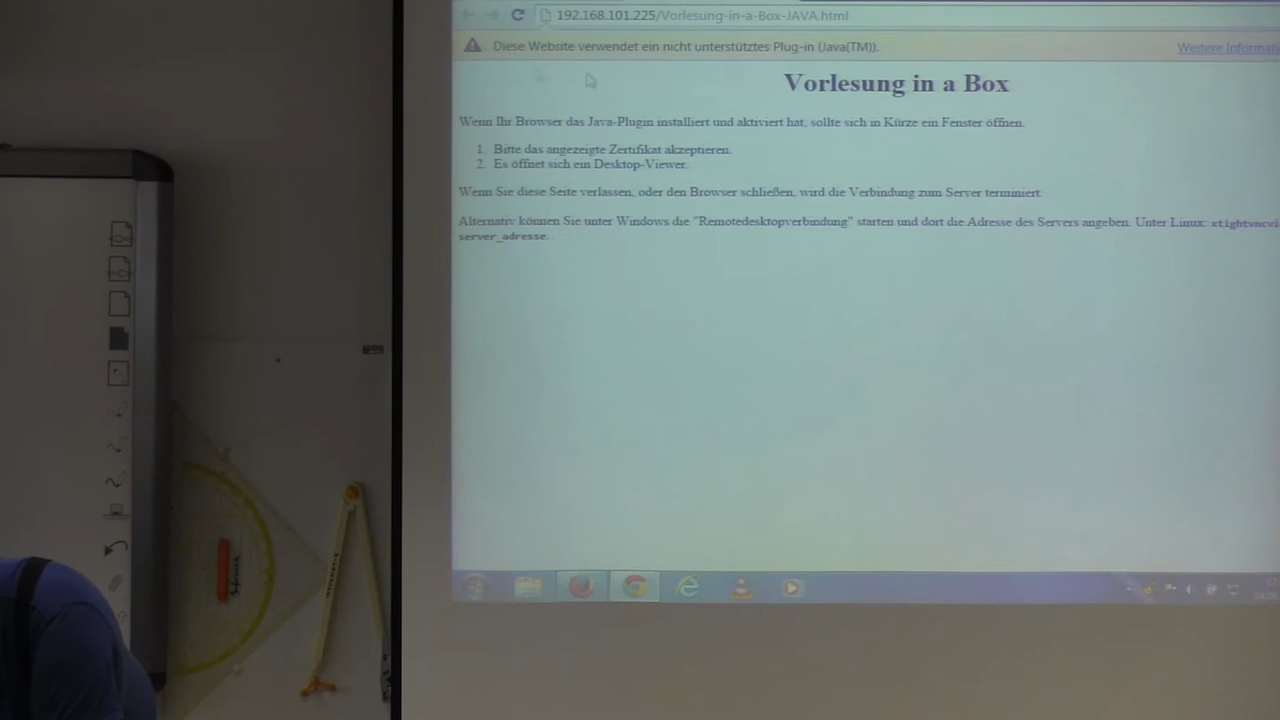 192.168.101.225/Vorlesung-in-a-Box-JAVA.html
Diese Website verwendet ein nicht unterstütztes Plug-in (Java(TM)). Weitere Informati
Vorlesung in a Box
Wenn Ihr Browser das Java-Plugin installiert und aktiviert hat, sollte sich in Kürze ein Fenster öffnen.
1. Bitte das angezeigte Zertifikat akzeptieren.
2. Es öffnet sich ein Desktop-Viewer.
Wenn Sie diese Seite verlassen, oder den Browser schließen, wird die Verbindung zum Server terminiert.
Alternativ können Sie unter Windows die "Remotedesktopverbindung" starten und dort die Adresse des Servers angeben. Unter Linux: xtightvncvi
server_adresse.